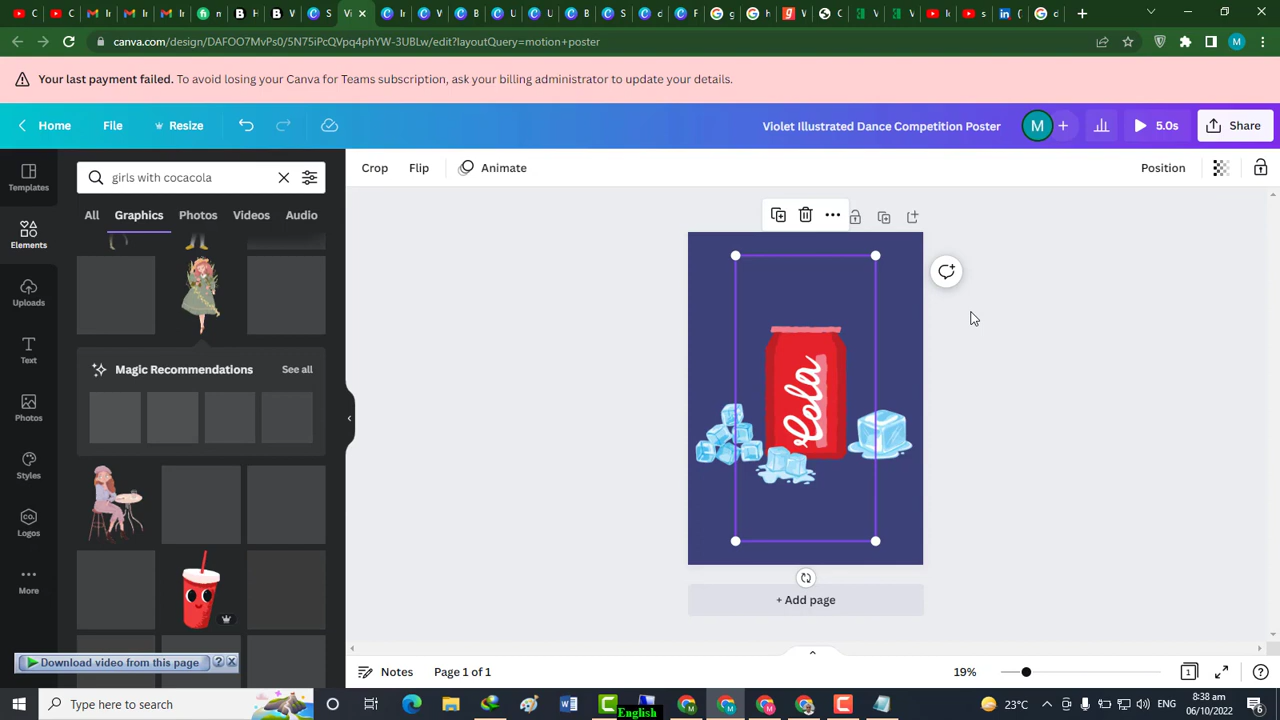 canva.com/design/DAFOO7MvPs0/5N75iPcQVpq4phYW-3UBLw/edit?layoutQuery=motion+poster
M
Your last payment failed. To avoid losing your Canva for Teams subscription, ask your billing administrator to update your details.
Home File Resize
Violet Illustrated Dance Competition Poster
M
5.0s
Share
Templates
Elements
Uploads
Text
Photos
Styles
Logos
More
girls with cocacola
All Graphics Photos Videos Audio
Magic Recommendations See all
Download video from this page
Crop Flip Animate
Position
Cola
+ Add page
Notes Page 1 of 1
19%
1
Type here to search
English
23°C
ENG
8:38 am
06/10/2022
6